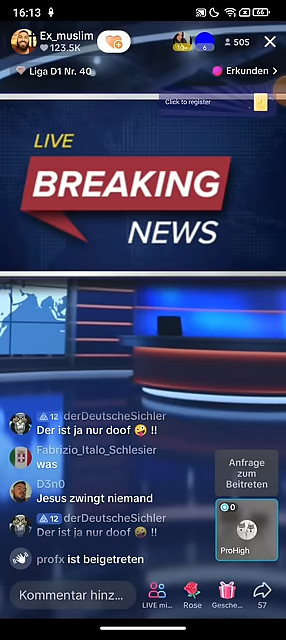 16:13
66
Ex_muslim
123.5K
10+
6
505
Liga D1 Nr. 40
Erkunden >
Click to register
LIVE
BREAKING
NEWS
12 derDeutscheSichler
Der ist ja nur doof 🤪 !!
Fabrizio_Italo_Schlesier
was
D3n0
Jesus zwingt niemand
12 derDeutscheSichler
Der ist ja nur doof 🤪 !!
profx ist beigetreten
Anfrage
zum
Beitreten
0
ProHigh
Kommentar hinz...
LIVE mi...
Rose
Gesche...
57